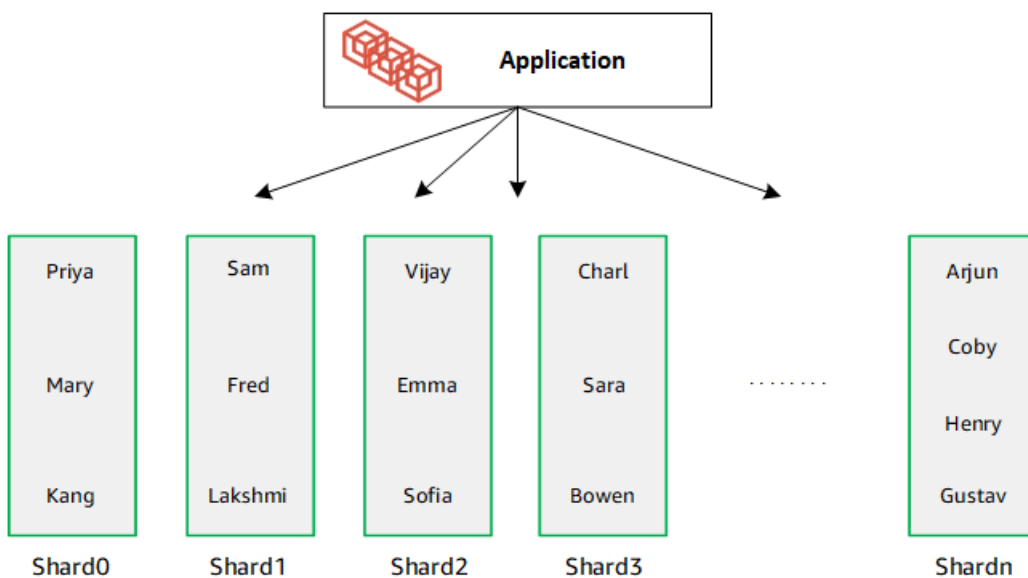 Application
Priya
Mary
Kang
Shard0
Sam
Fred
Lakshmi
Shard1
Vijay
Emma
Sofia
Shard2
Charl
Sara
Bowen
Shard3
........
Arjun
Coby
Henry
Gustav
Shardn